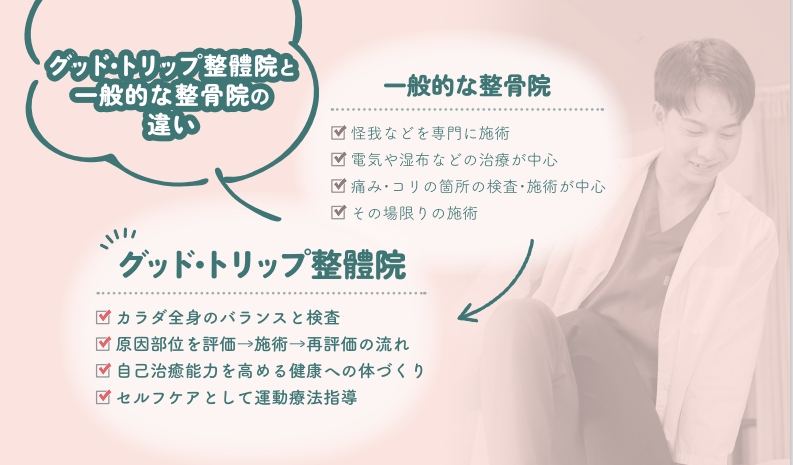 グッド・トリップ整體院と
一般的な整骨院の
違い
一般的な整骨院
怪我などを専門に施術
電気や湿布などの治療が中心
痛み・コリの箇所の検査・施術が中心
その場限りの施術
グッド・トリップ整體院
カラダ全身のバランスと検査
原因部位を評価→施術→再評価の流れ
自己治癒能力を高める健康への体づくり
セルフケアとして運動療法指導